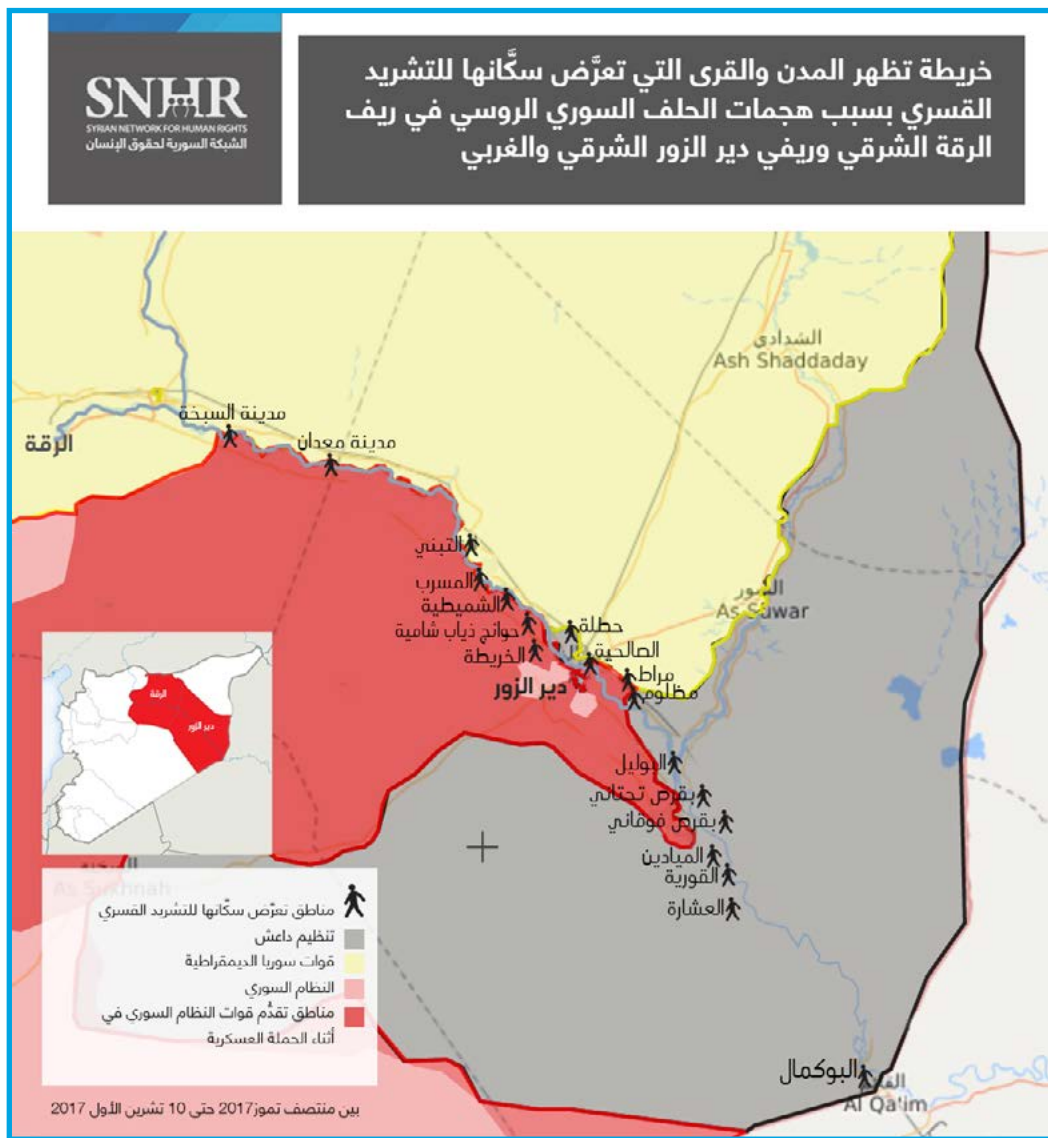 SNHR
SYRIAN NETWORK FOR HUMAN RIGHTS
الشبكة السورية لحقوق الإنسان
خريطة تظهر المدن والقرى التي تعرَّض سكَّانها للتشريد
القسري بسبب هجمات الحلف السوري الروسي في ريف
الرقة الشرقي وريفي دير الزور الشرقي والغربي
الشدادي
Ash Shaddaday
مدينة السبخة
الرقة
مدينة معدان
التبني
المسرب
الشميطية
حوايج ذياب شامية
الخريطة
حطلة
الصالحية
مراط
مظلوم
دير الزور
As Suwar
البوليل
بقرص تحتاني
بقرص فوقاني
الميادين
القورية
العشارة
الرقة
دير الزور
As Sukhnah
مناطق تعرّض سكّانها للتشريد القسري
تنظيم داعش
قوات سوريا الديمقراطية
النظام السوري
مناطق تقدُّم قوات النظام السوري في
أثناء الحملة العسكرية
البوكمال
Al Qa'im
بين منتصف تموز2017 حتى 10 تشرين الأول 2017